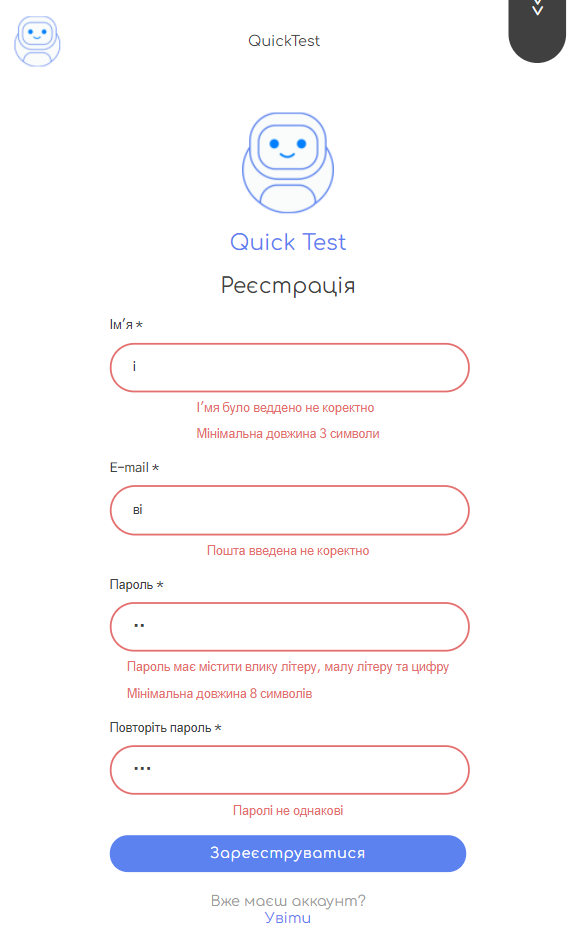 QuickTest
Quick Test
Реєстрація
Ім'я *
і
І'мя було веддено не коректно
Мінімальна довжина 3 символи
E-mail *
ві
Пошта введена не коректно
Пароль *
••
Пароль має містити влику літеру, малу літеру та цифру
Мінімальна довжина 8 символів
Повторіть пароль *
•••
Паролі не однакові
Зареєструватися
Вже маєш аккаунт?
Увіти